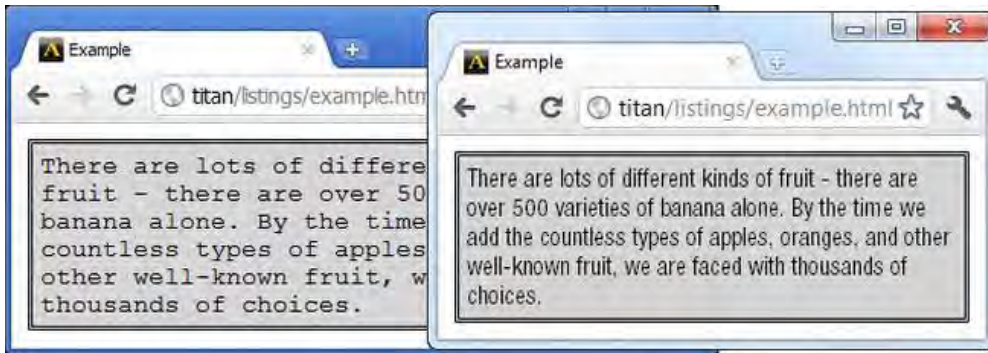 Example
titan/listings/example.htm
There are lots of differe
fruit - there are over 50
banana alone. By the time
countless types of apples
other well-known fruit, w
thousands of choices.
Example
titan/listings/example.html
There are lots of different kinds of fruit - there are
over 500 varieties of banana alone. By the time we
add the countless types of apples, oranges, and other
well-known fruit, we are faced with thousands of
choices.